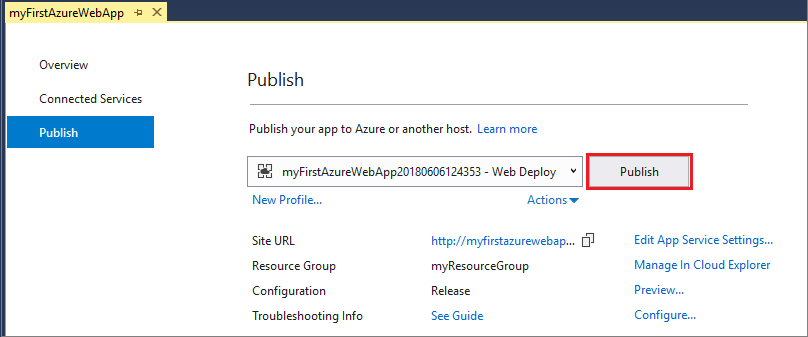 myFirstAzureWebApp
Overview
Connected Services
Publish
Publish
Publish your app to Azure or another host. Learn more
myFirstAzureWebApp20180606124353 - Web Deploy
Publish
New Profile...
Actions
Site URL http://myfirstazurewebap... Edit App Service Settings...
Resource Group myResourceGroup Manage In Cloud Explorer
Configuration Release Preview...
Troubleshooting Info See Guide Configure...